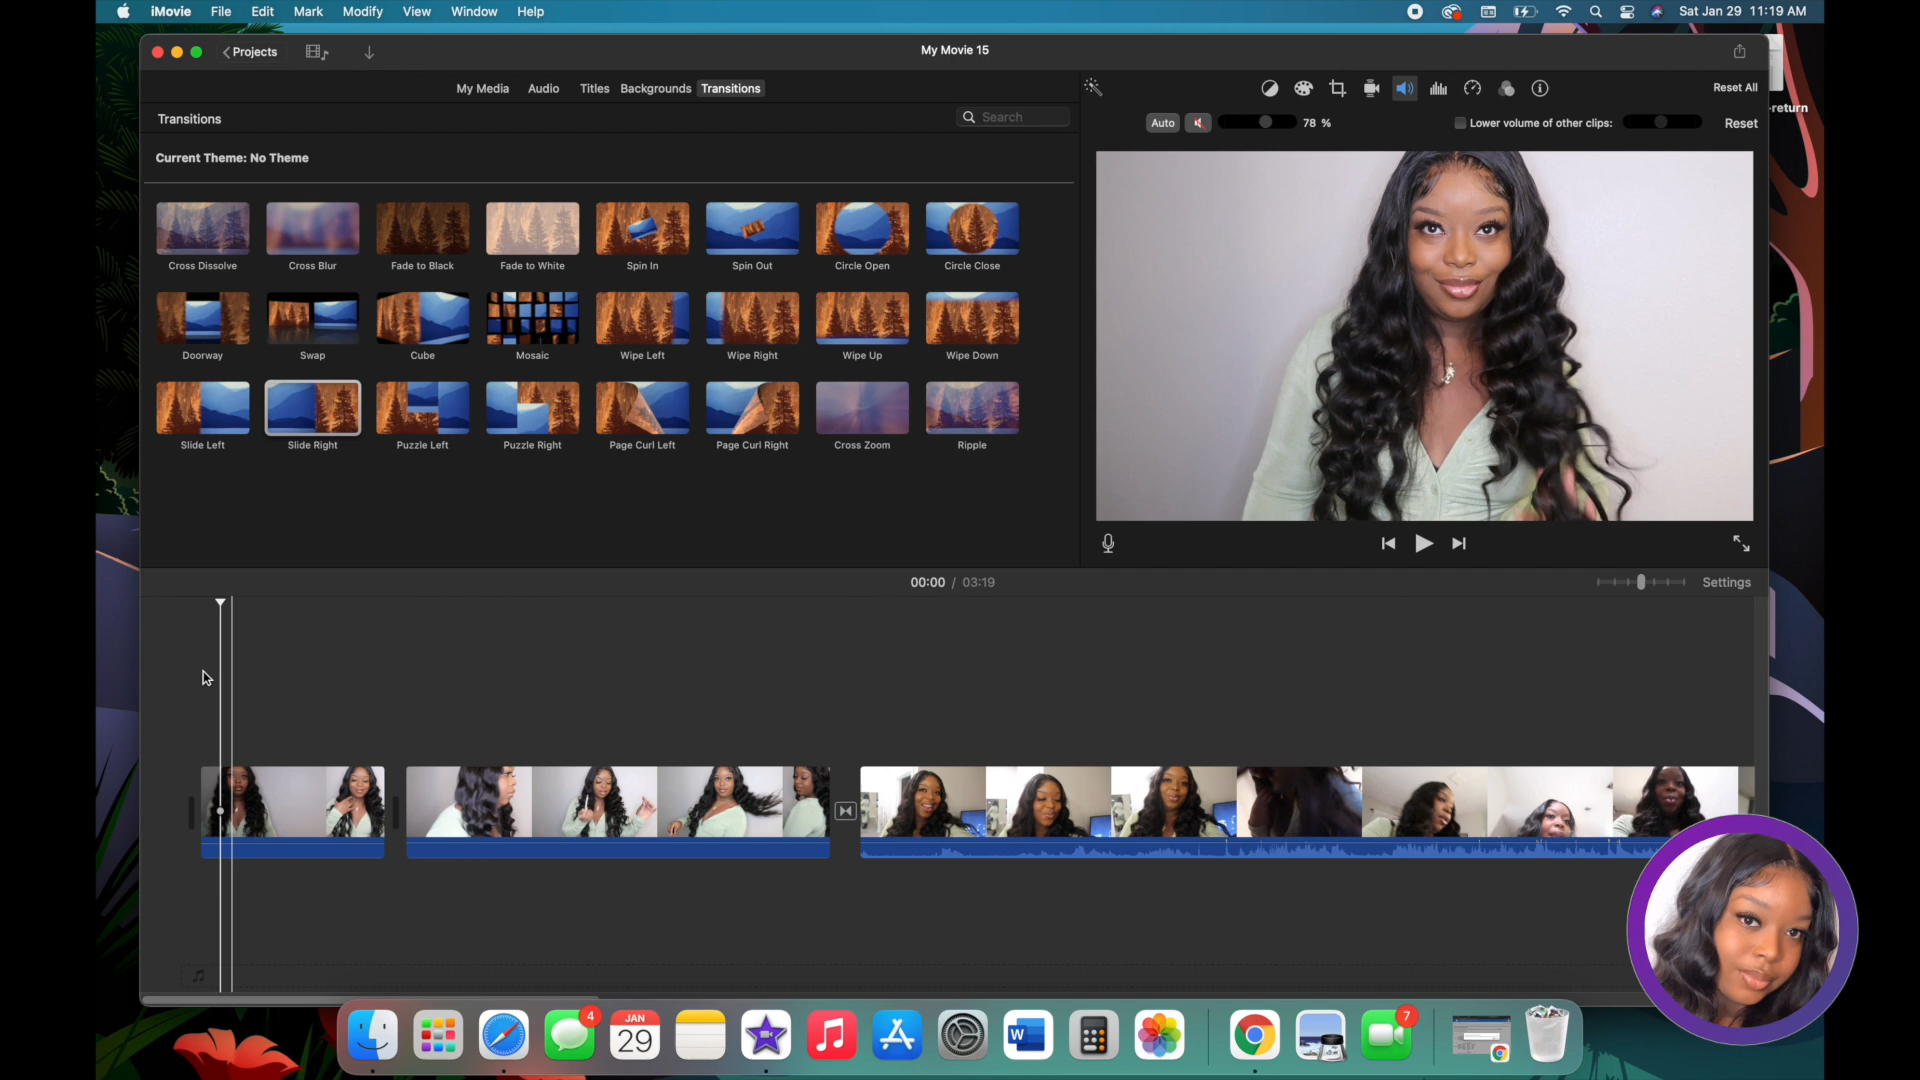 iMovie File Edit Mark Modify View Window Help Sat Jan 29 11:19 AM
Projects My Movie 15
-return
My Media Audio Titles Backgrounds Transitions Reset All
Transitions Search Auto 78 % Lower volume of other clips: Reset
Current Theme: No Theme
Cross Dissolve Cross Blur Fade to Black Fade to White Spin In Spin Out Circle Open Circle Close
Doorway Swap Cube Mosaic Wipe Left Wipe Right Wipe Up Wipe Down
Slide Left Slide Right Puzzle Left Puzzle Right Page Curl Left Page Curl Right Cross Zoom Ripple
00:00 / 03:19 Settings
4 JAN 7
29 W